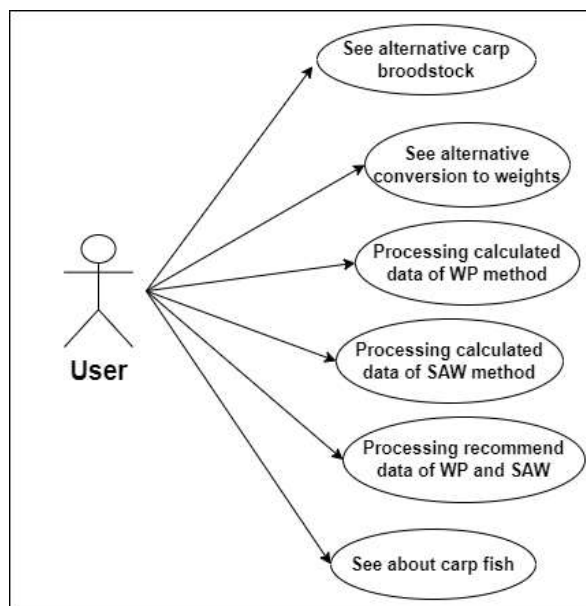 See alternative carp
broodstock
See alternative
conversion to weights
Processing calculated
data of WP method
Processing calculated
data of SAW method
User
Processing recommend
data of WP and SAW
See about carp fish